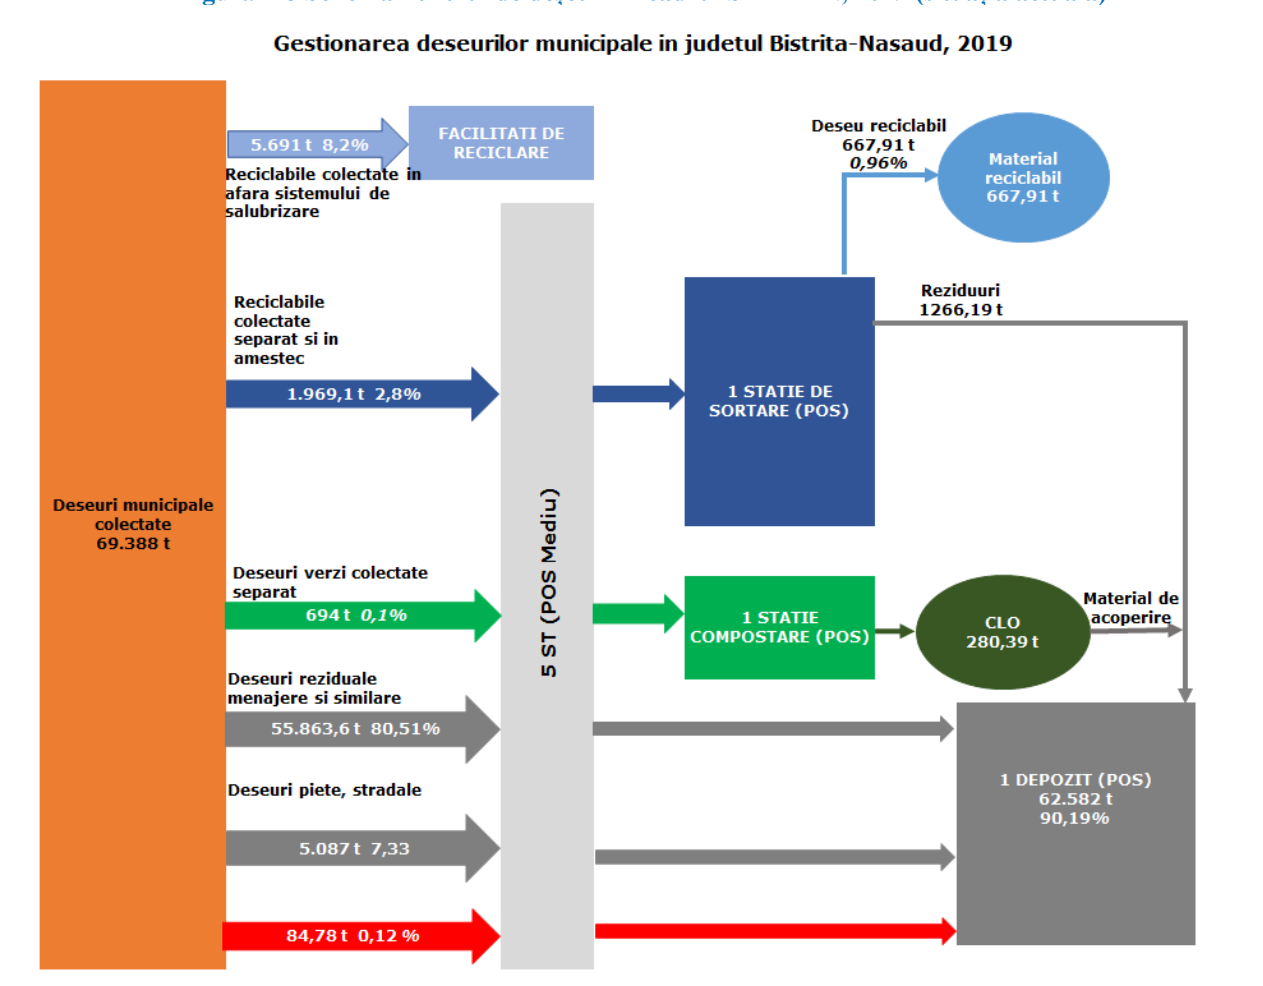 Gestionarea deseurilor municipale in judetul Bistrita-Nasaud, 2019
5.691 t 8,2%
FACILITATI DE
RECICLARE
Reciclabile colectate in
afara sistemului de
salubrizare
Deseu reciclabil
667,91 t
0,96%
Material
reciclabil
667,91 t
Reciclabile
colectate
separat si in
amestec
1.969,1 t 2,8%
Reziduuri
1266,19 t
1 STATIE DE
SORTARE (POS)
Deseuri municipale
colectate
69.388 t
5 ST (POS Mediu)
Deseuri verzi colectate
separat
694 t 0,1%
1 STATIE
COMPOSTARE (POS)
CLO
280,39 t
Material de
acoperire
Deseuri reziduale
menajere si similare
55.863,6 t 80,51%
Deseuri piete, stradale
5.087 t 7,33
1 DEPOZIT (POS)
62.582 t
90,19%
84,78 t 0,12 %